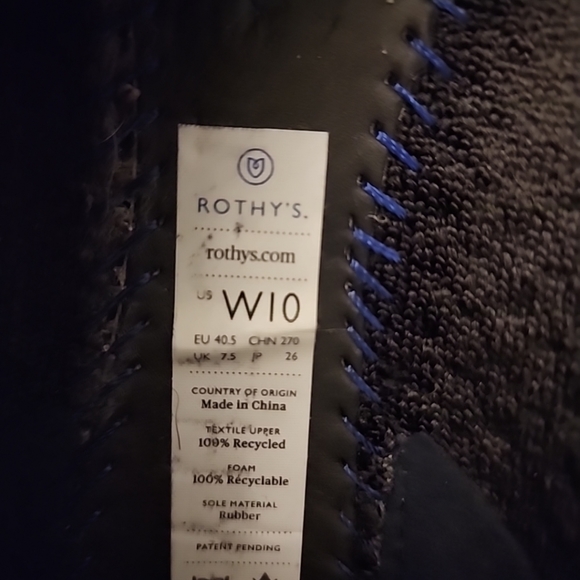 ROTHY'S.
rothys.com
US W10
EU 40.5 CHN 270
UK 7.5 JP 26
COUNTRY OF ORIGIN
Made in China
TEXTILE UPPER
100% Recycled
FOAM
100% Recyclable
SOLE MATERIAL
Rubber
PATENT PENDING